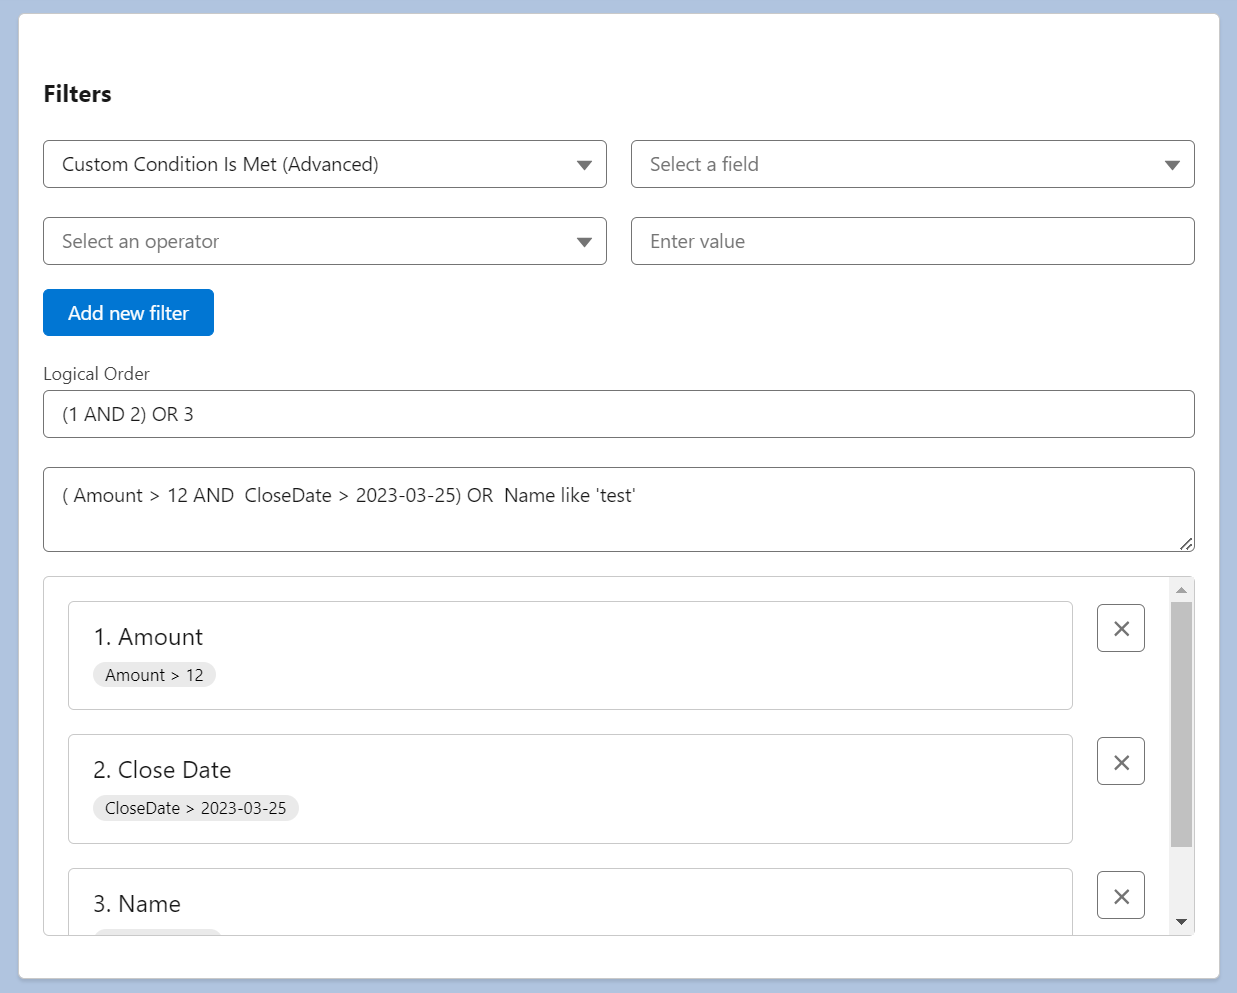 Filters
Custom Condition Is Met (Advanced)
Select a field
Select an operator
Enter value
Add new filter
Logical Order
(1 AND 2) OR 3
( Amount > 12 AND  CloseDate > 2023-03-25) OR  Name like 'test'
1. Amount
Amount > 12
2. Close Date
CloseDate > 2023-03-25
3. Name